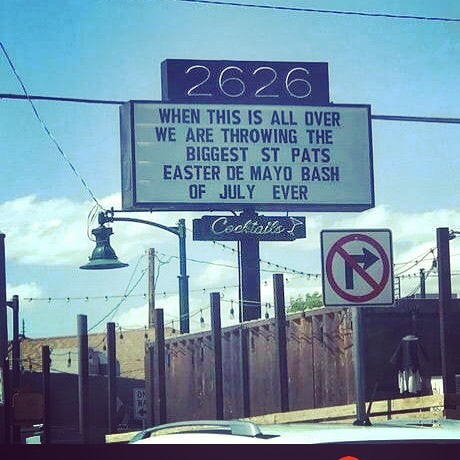 2626
WHEN THIS IS ALL OVER
WE ARE THROWING THE
BIGGEST ST PATS
EASTER DE MAYO BASH
OF JULY EVER
Cocktails